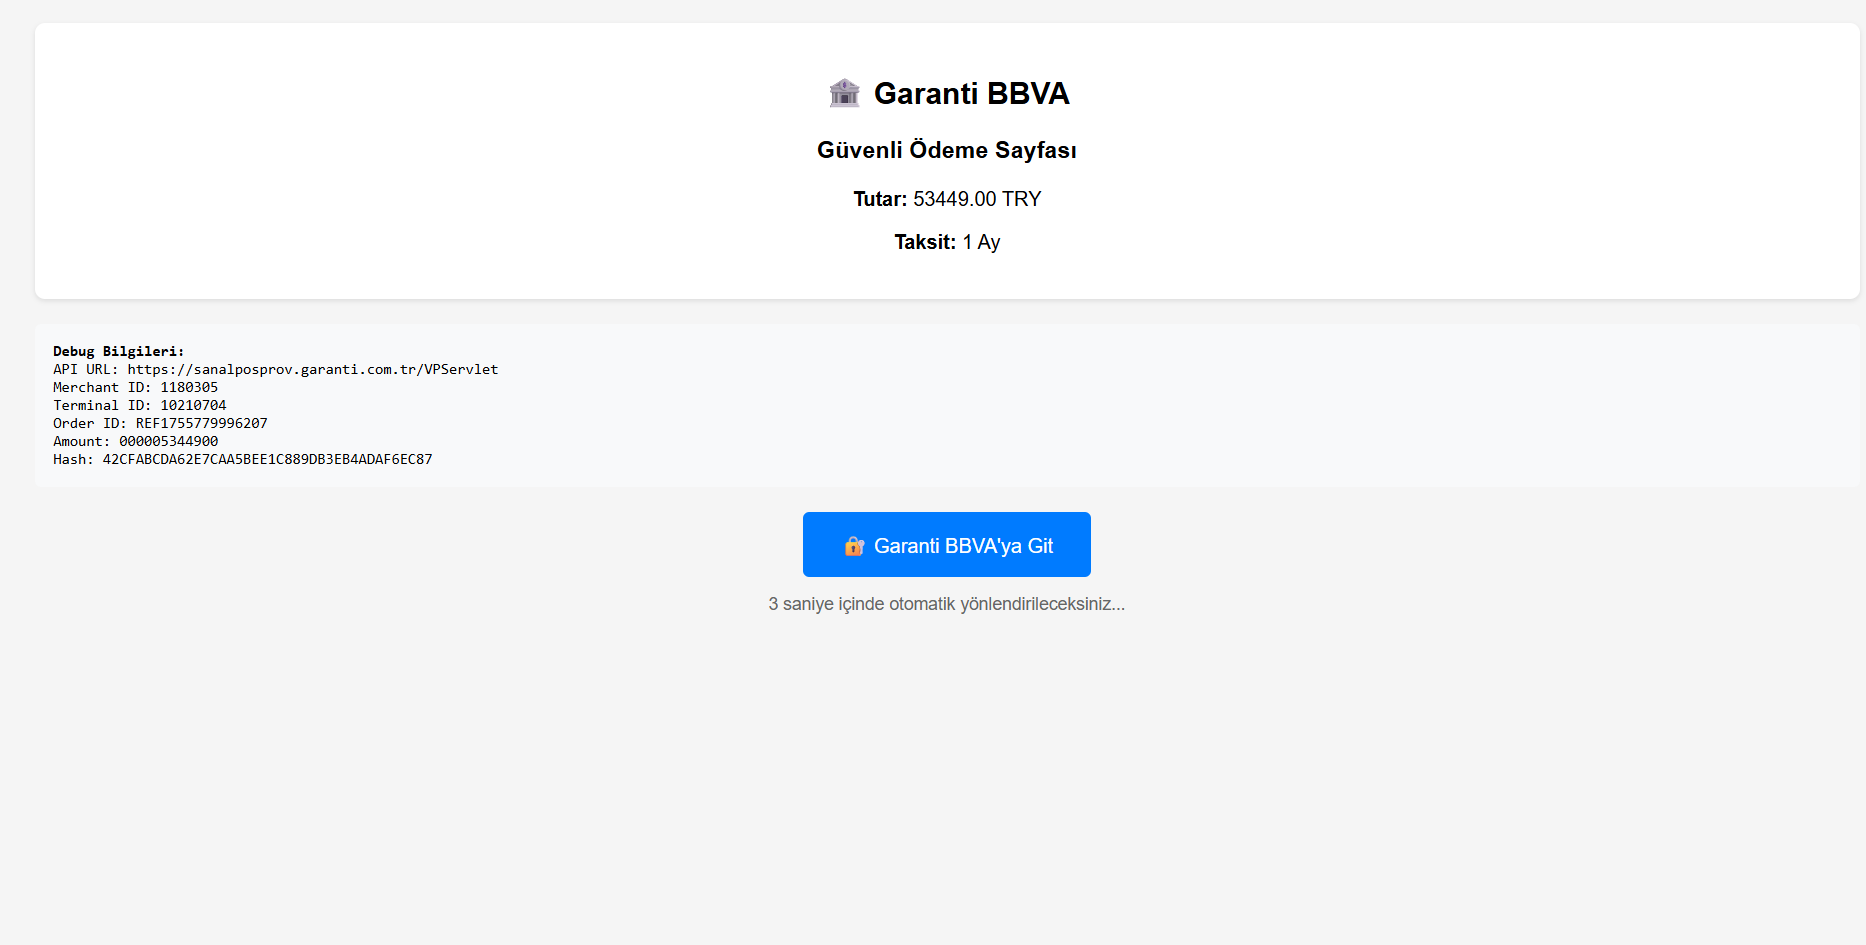 Garanti BBVA
Güvenli Ödeme Sayfası
Tutar: 53449.00 TRY
Taksit: 1 Ay
Debug Bilgileri:
API URL: https://sanalposprov.garanti.com.tr/VPServlet
Merchant ID: 1180305
Terminal ID: 10210704
Order ID: REF1755779996207
Amount: 000005344900
Hash: 42CFABCDA62E7CAA5BEE1C889DB3EB4ADAF6EC87
Garanti BBVA'ya Git
3 saniye içinde otomatik yönlendirileceksiniz...